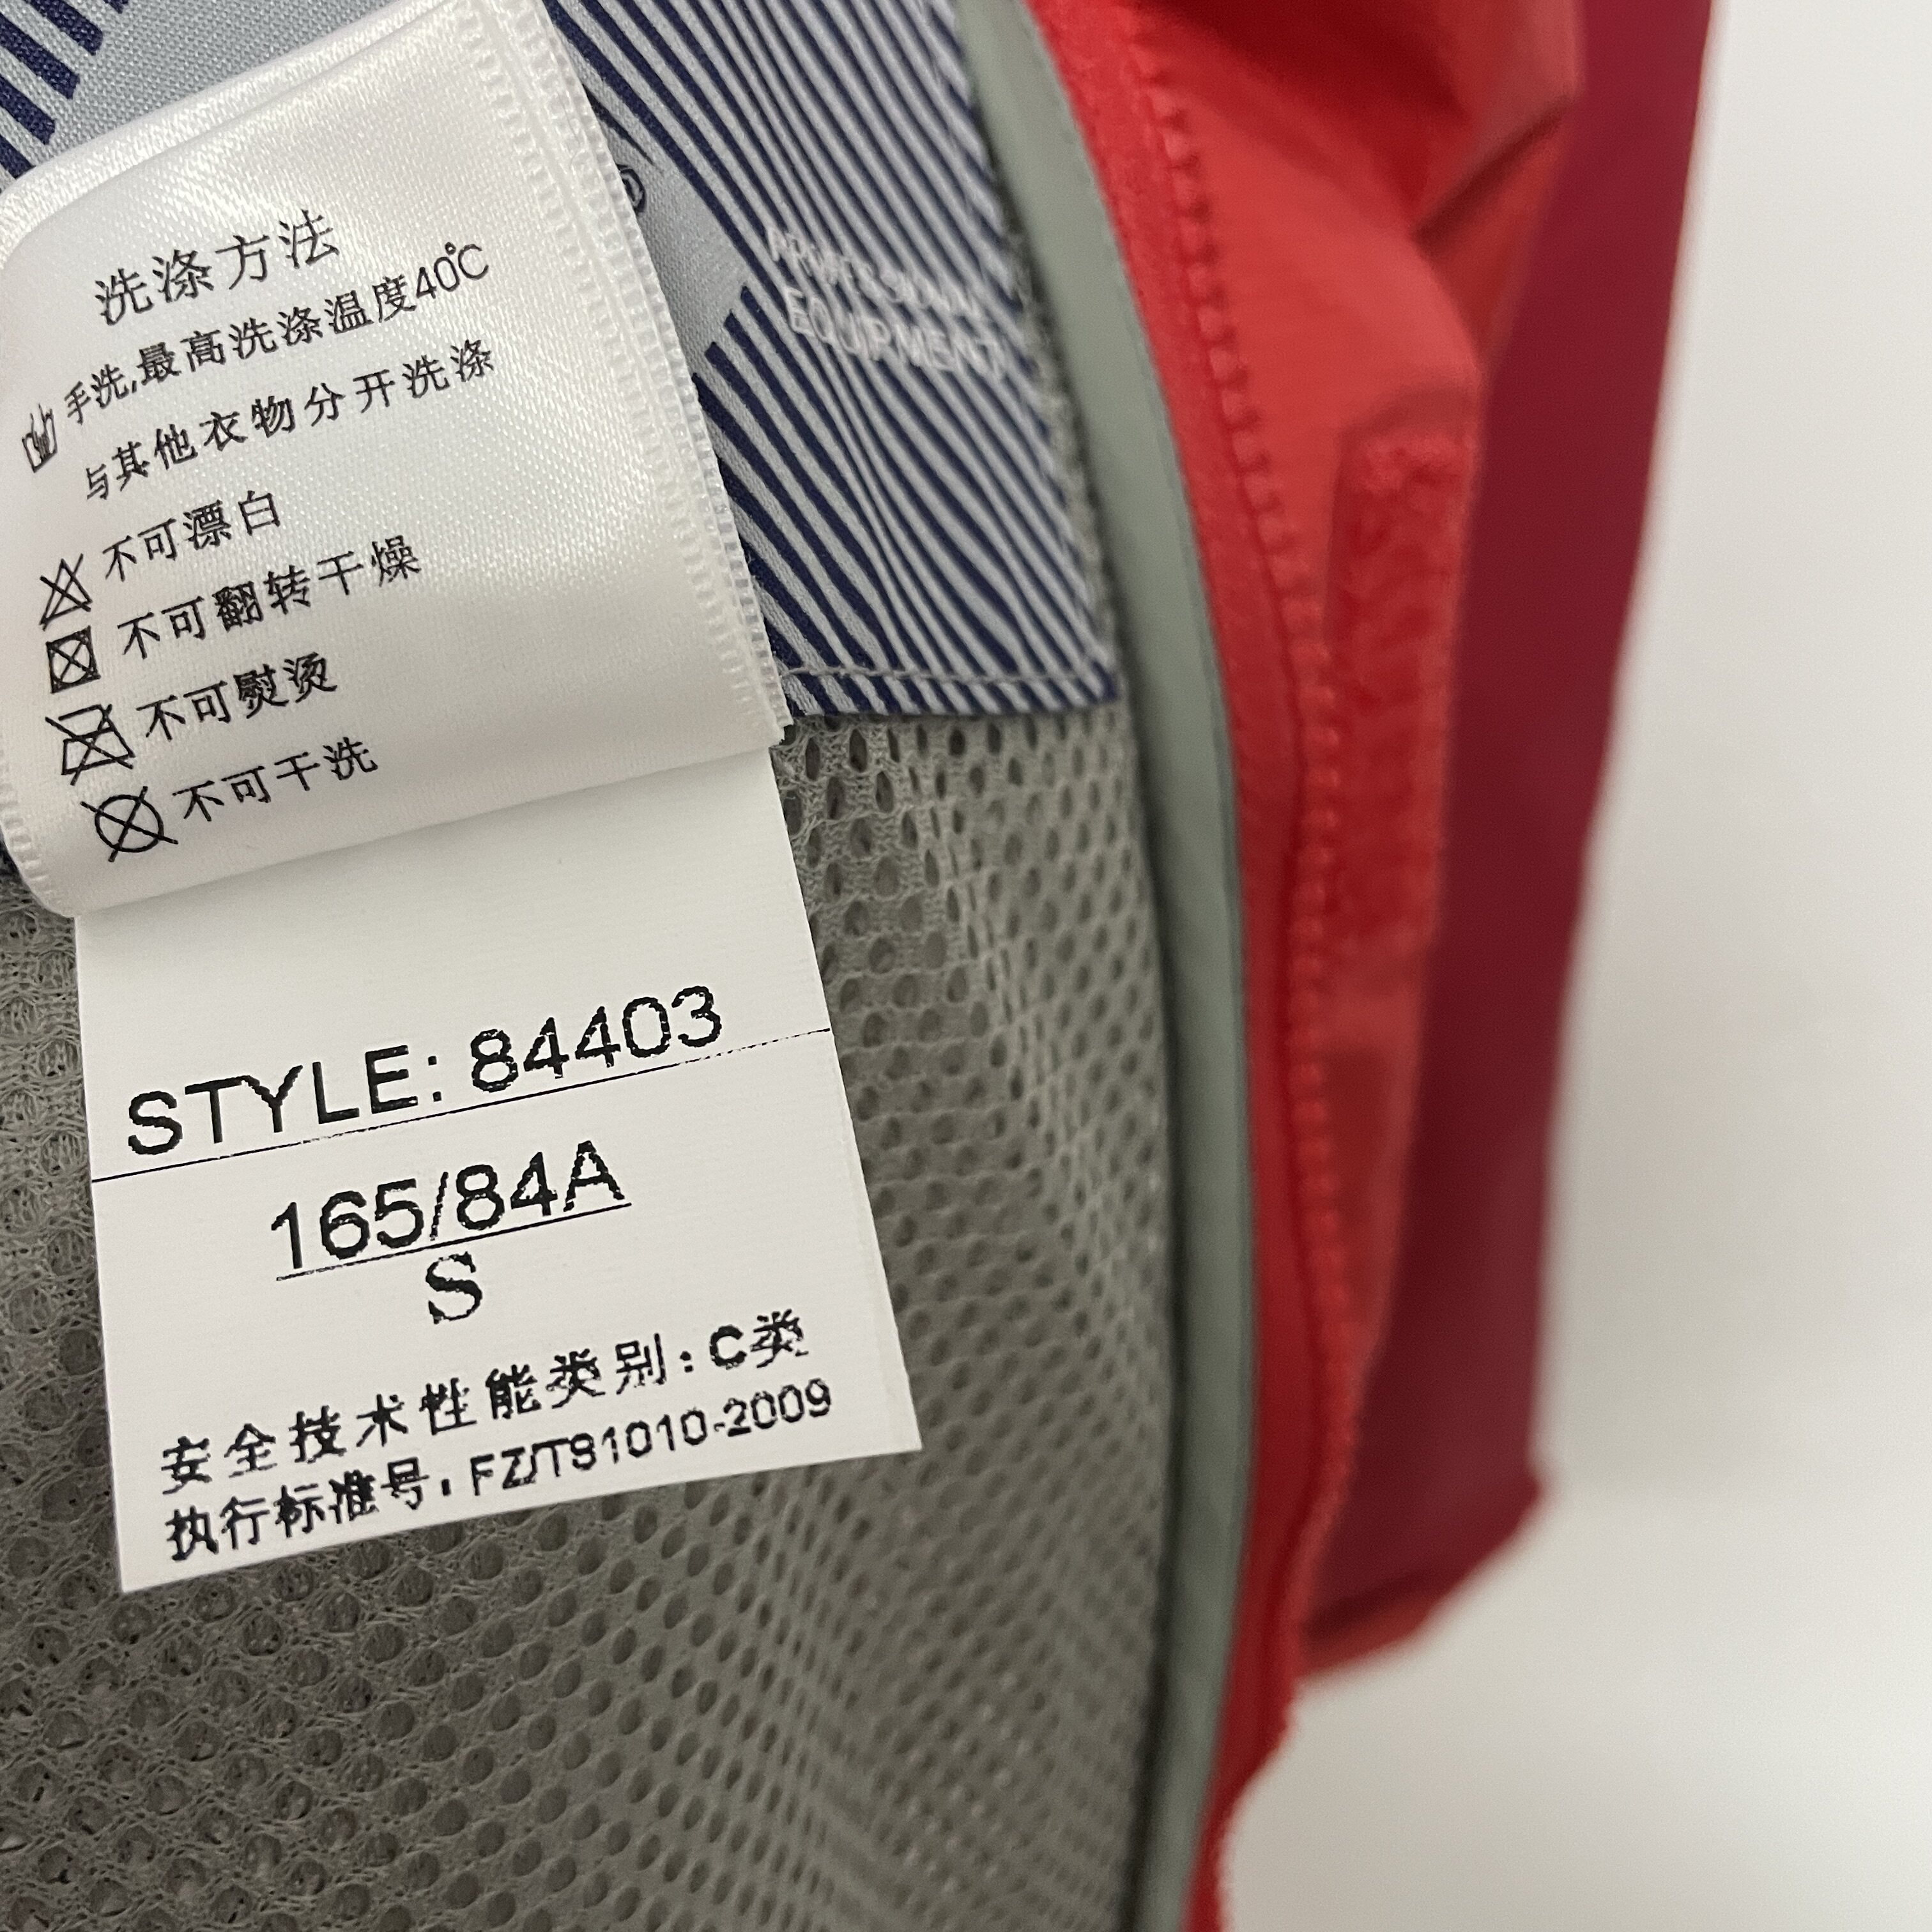 洗涤方法
手洗,最高洗涤温度40℃
与其他衣物分开洗涤
不可漂白
不可翻转干燥
不可熨烫
不可干洗
®
EQUIPMENT
STYLE: 84403
165/84A
S
安全技术性能类别:C类
执行标准号:FZ/T81010-2009